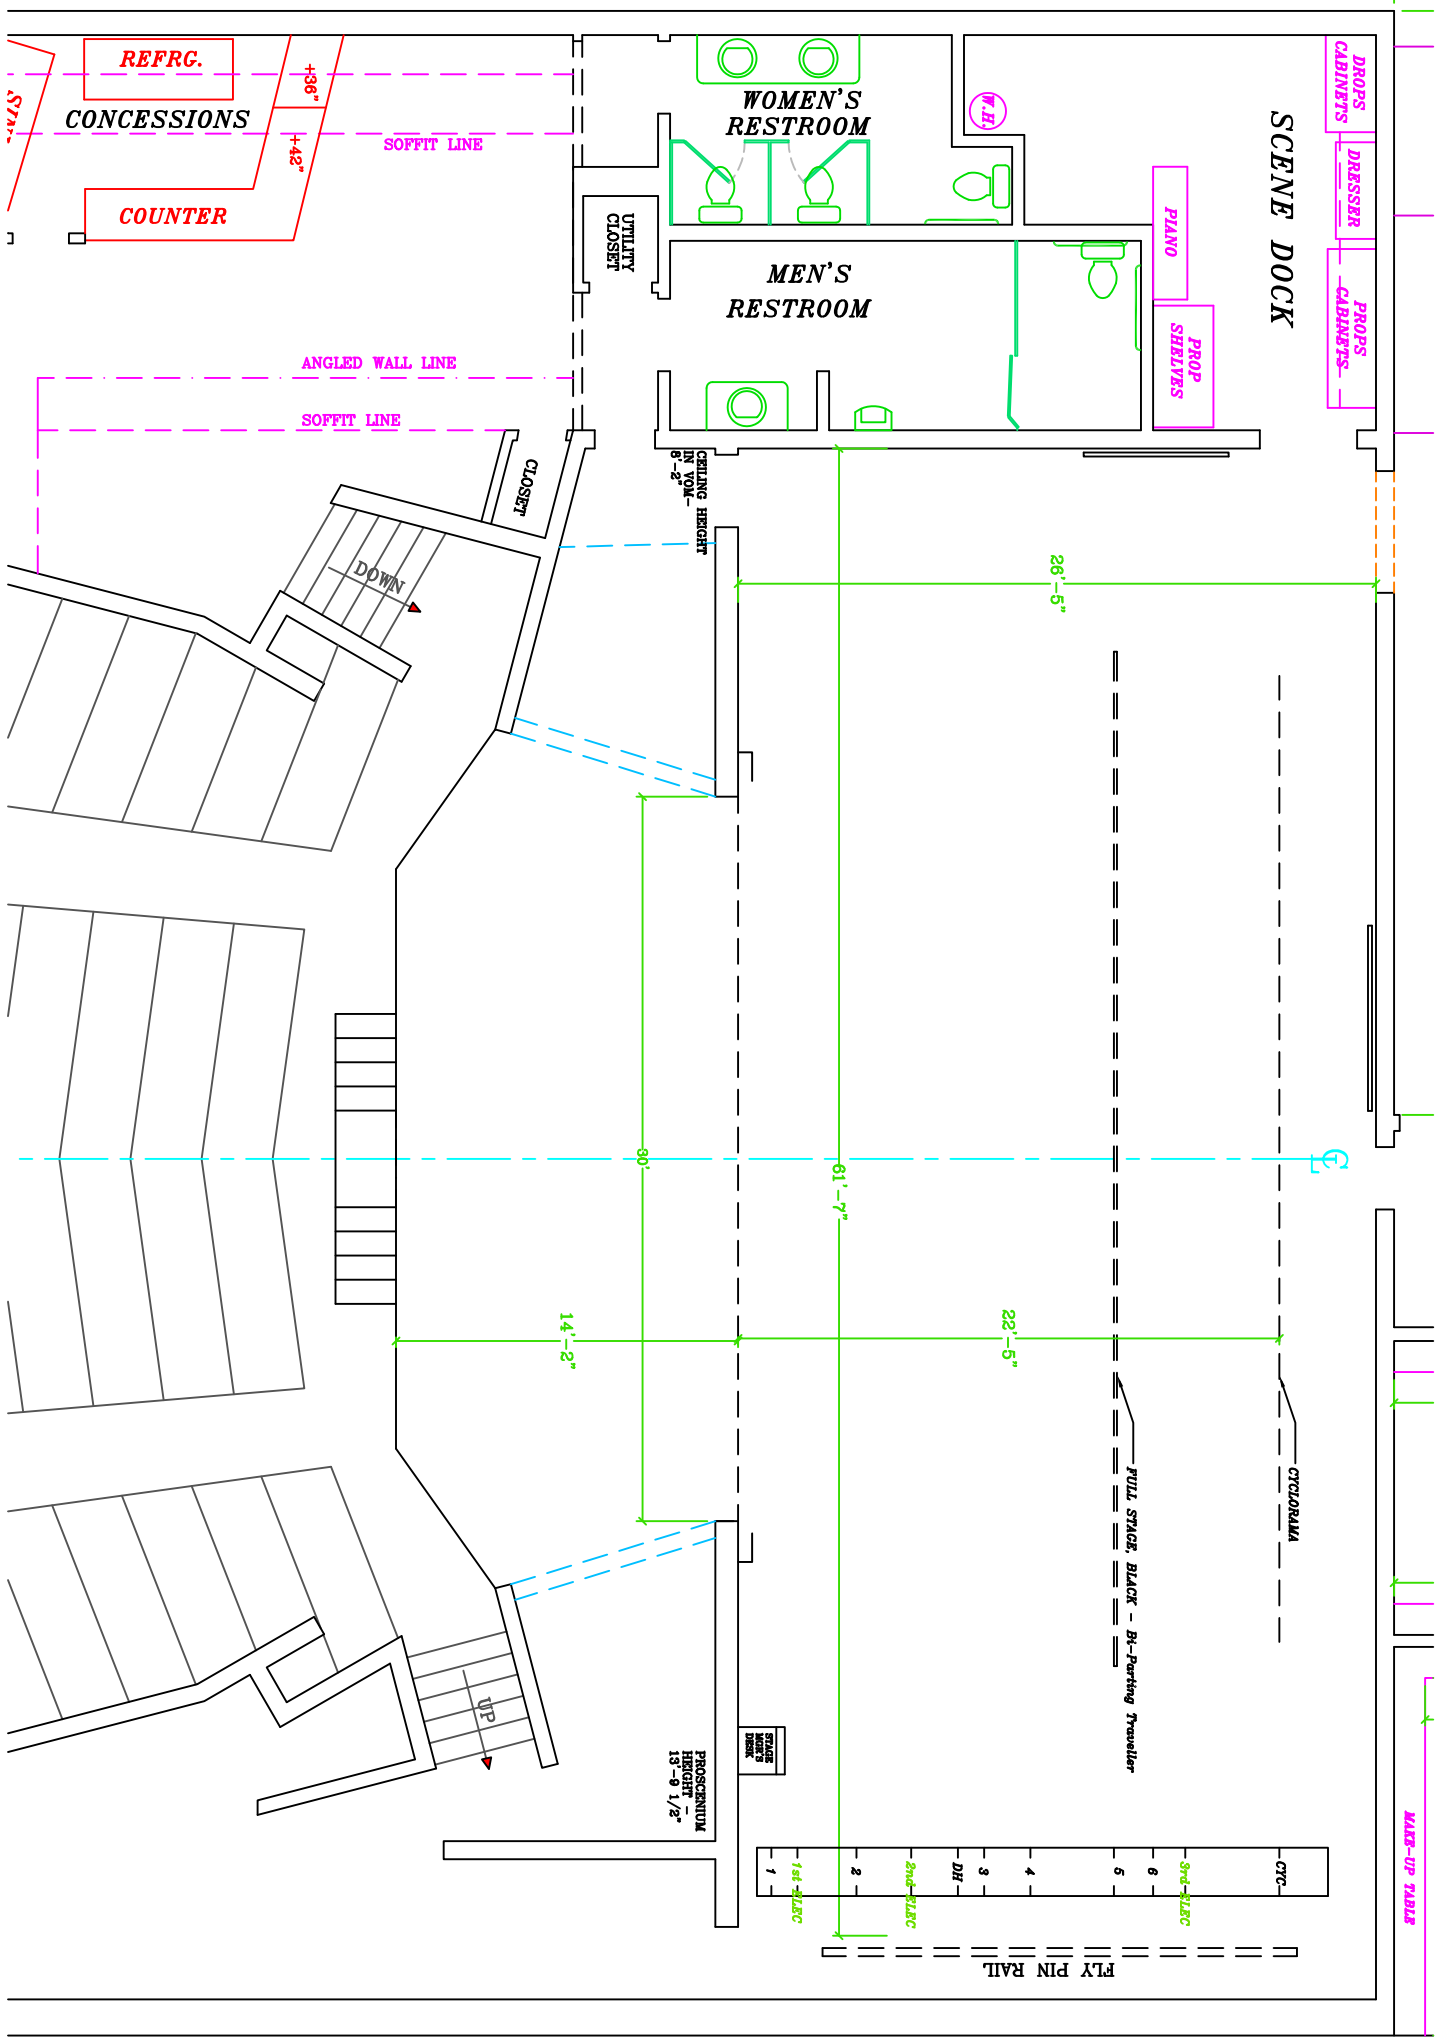 REFRG.
CONCESSIONS
+36"
+42"
COUNTER
SOFFIT LINE
ANGLED WALL LINE
SOFFIT LINE
WOMEN'S
RESTROOM
MEN'S
RESTROOM
UTILITY
CLOSET
CLOSET
W.H.
SCENE DOCK
DROPS
CABINETS
DRESSER
PROPS
CABINETS
PIANO
PROP
SHELVES
CEILING HEIGHT
IN VOM-
8'-2"
DOWN
26'-5"
30'
61'-7"
CL
14'-2"
22'-5"
CYCLORAMA
FULL STAGE, BLACK - Bi-Parting Traveller
UP
STAGE
MGR'S
DESK
PROSCENIUM
HEIGHT -
13'-9 1/2"
1
1st ELEC
2
2nd ELEC
DH
3
4
5
6
3rd ELEC
CYC
FLY PIN RAIL
MAKE-UP TABLE